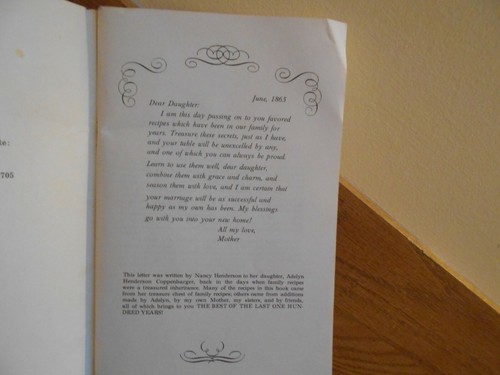 te:
705
June, 1863
Dear Daughter:
I am this day passing on to you favored
recipes which have been in our family for
years. Treasure these secrets, just as I have,
and your table will be unexcelled by any,
and one of which you can always be proud.
Learn to use them well, dear daughter,
combine them with grace and charm, and
season them with love, and I am certain that
your marriage will be as successful and
happy as my own has been. My blessings
go with you into your new home!
All my love,
Mother
This letter was written by Nancy Henderson to her daughter, Adelyn
Henderson Coppenbarger, back in the days when family recipes
were a treasured inheritance. Many of the recipes in this book came
from her treasure chest of family recipes; others came from additions
made by Adelyn, by my own Mother, my sisters, and by friends,
all of which brings to you THE BEST OF THE LAST ONE HUN-
DRED YEARS!